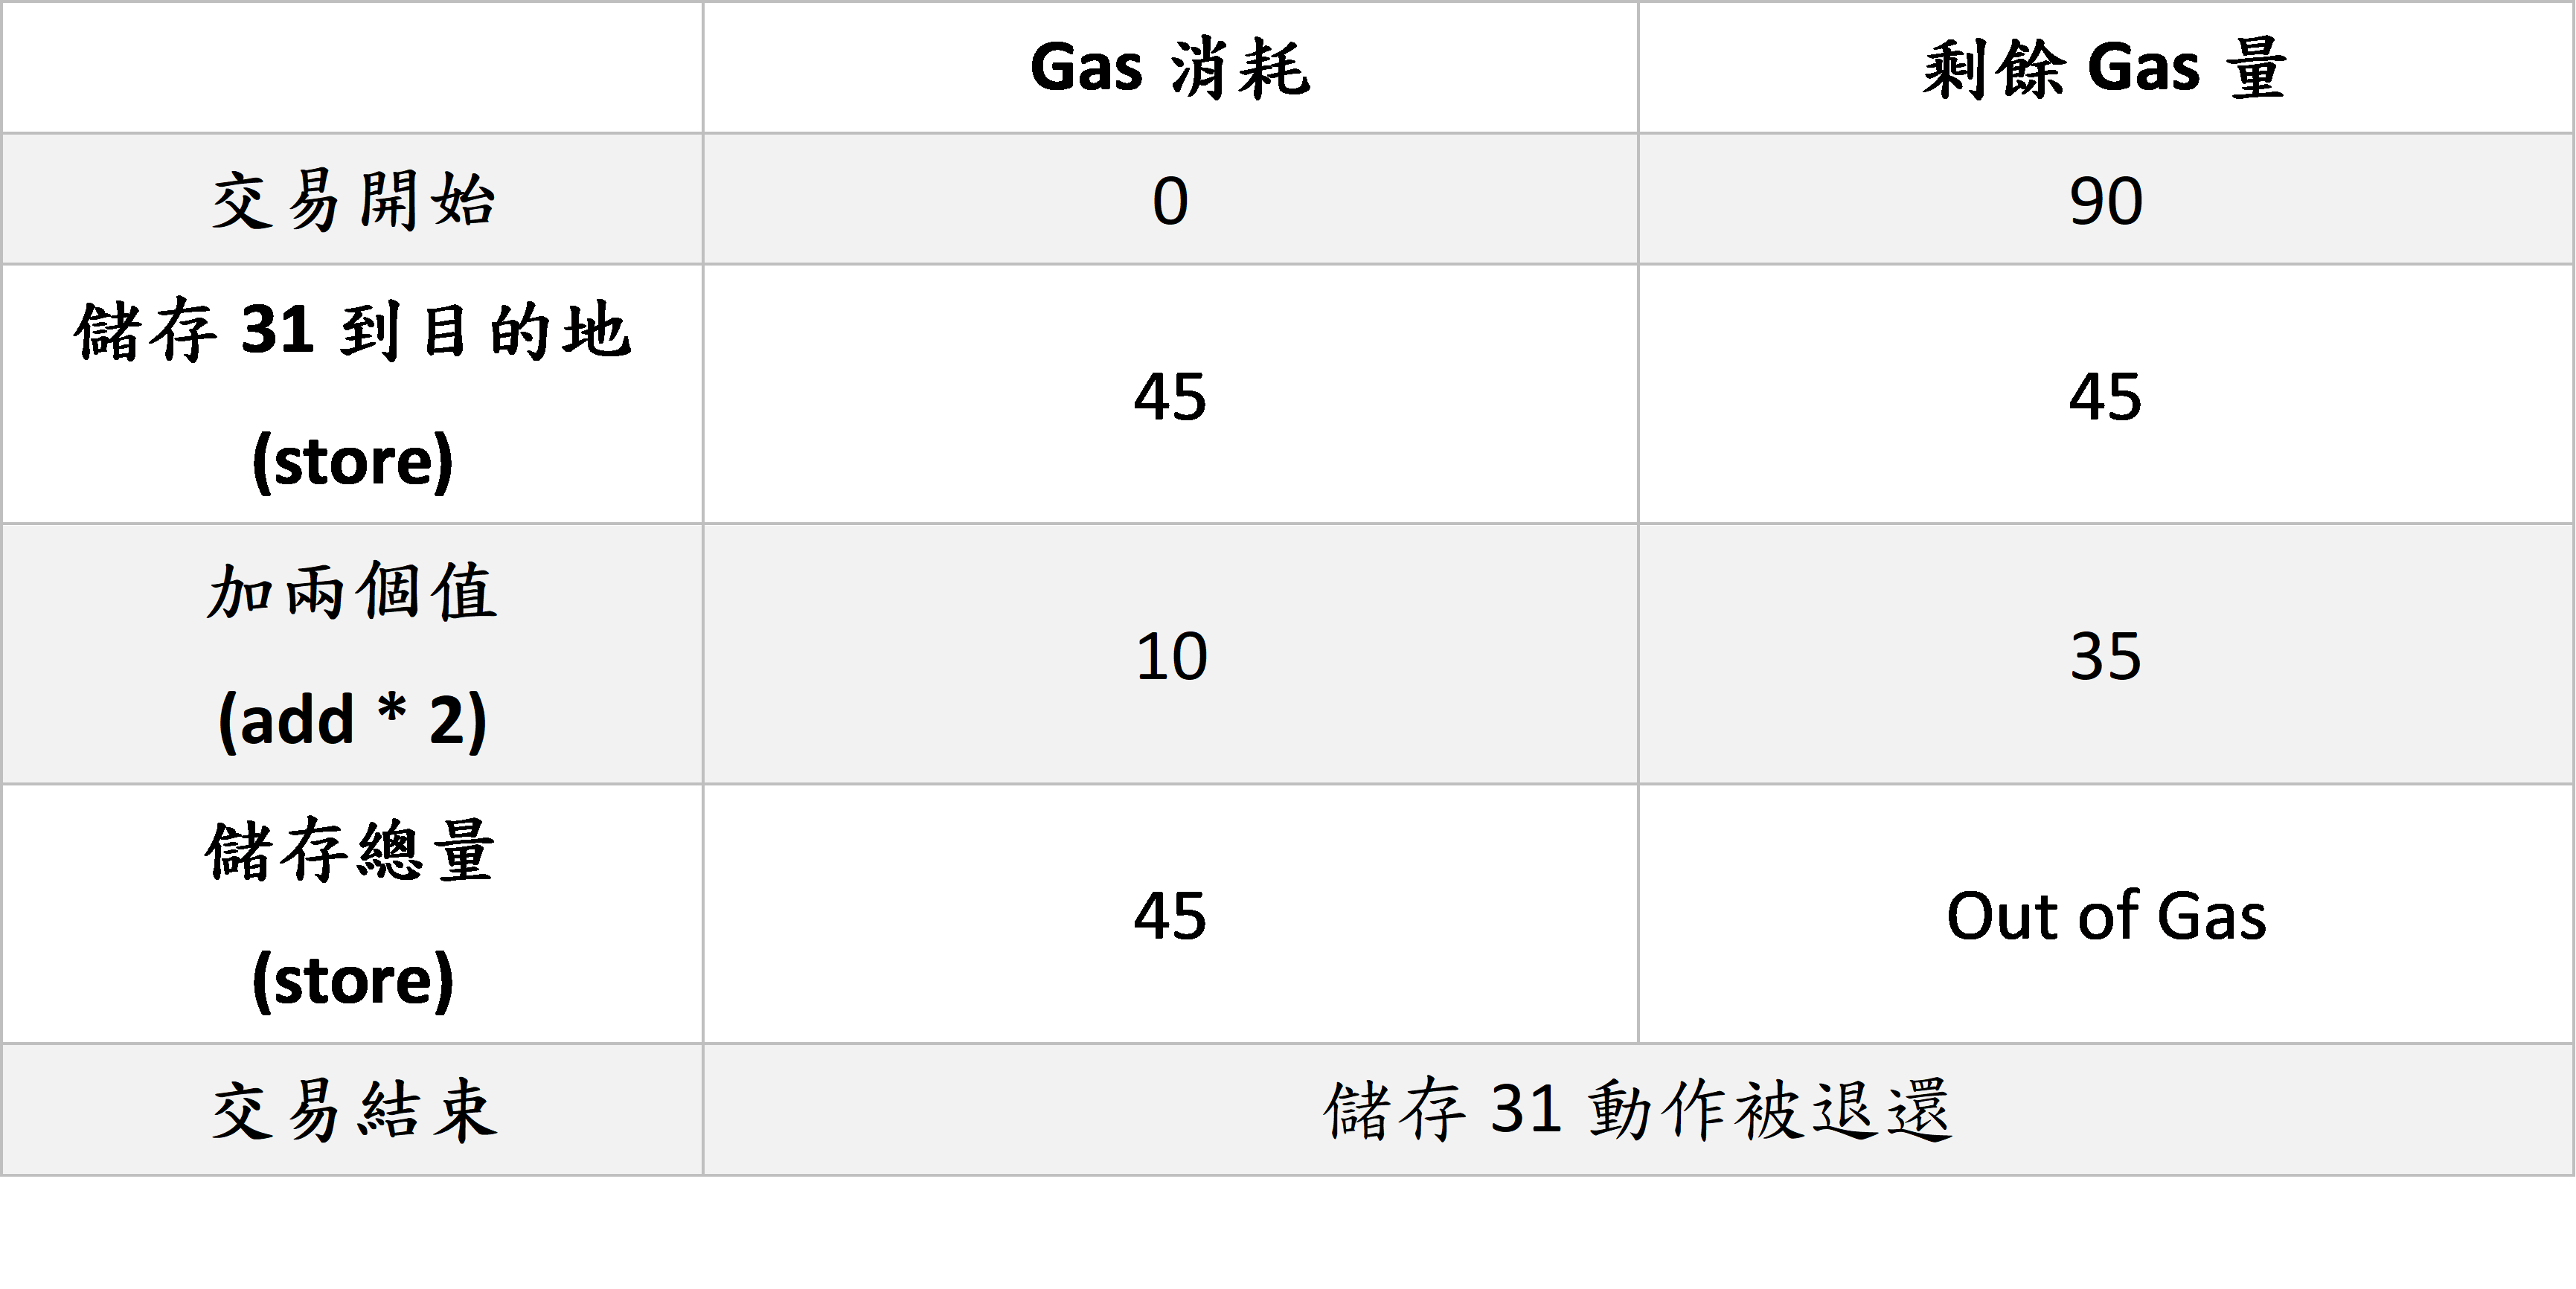 Gas 消耗 剩餘 Gas 量
交易開始 0 90
儲存 31 到目的地
(store)
45 45
加兩個值
(add * 2)
10 35
儲存總量
(store)
45 Out of Gas
交易結束 儲存 31 動作被退還